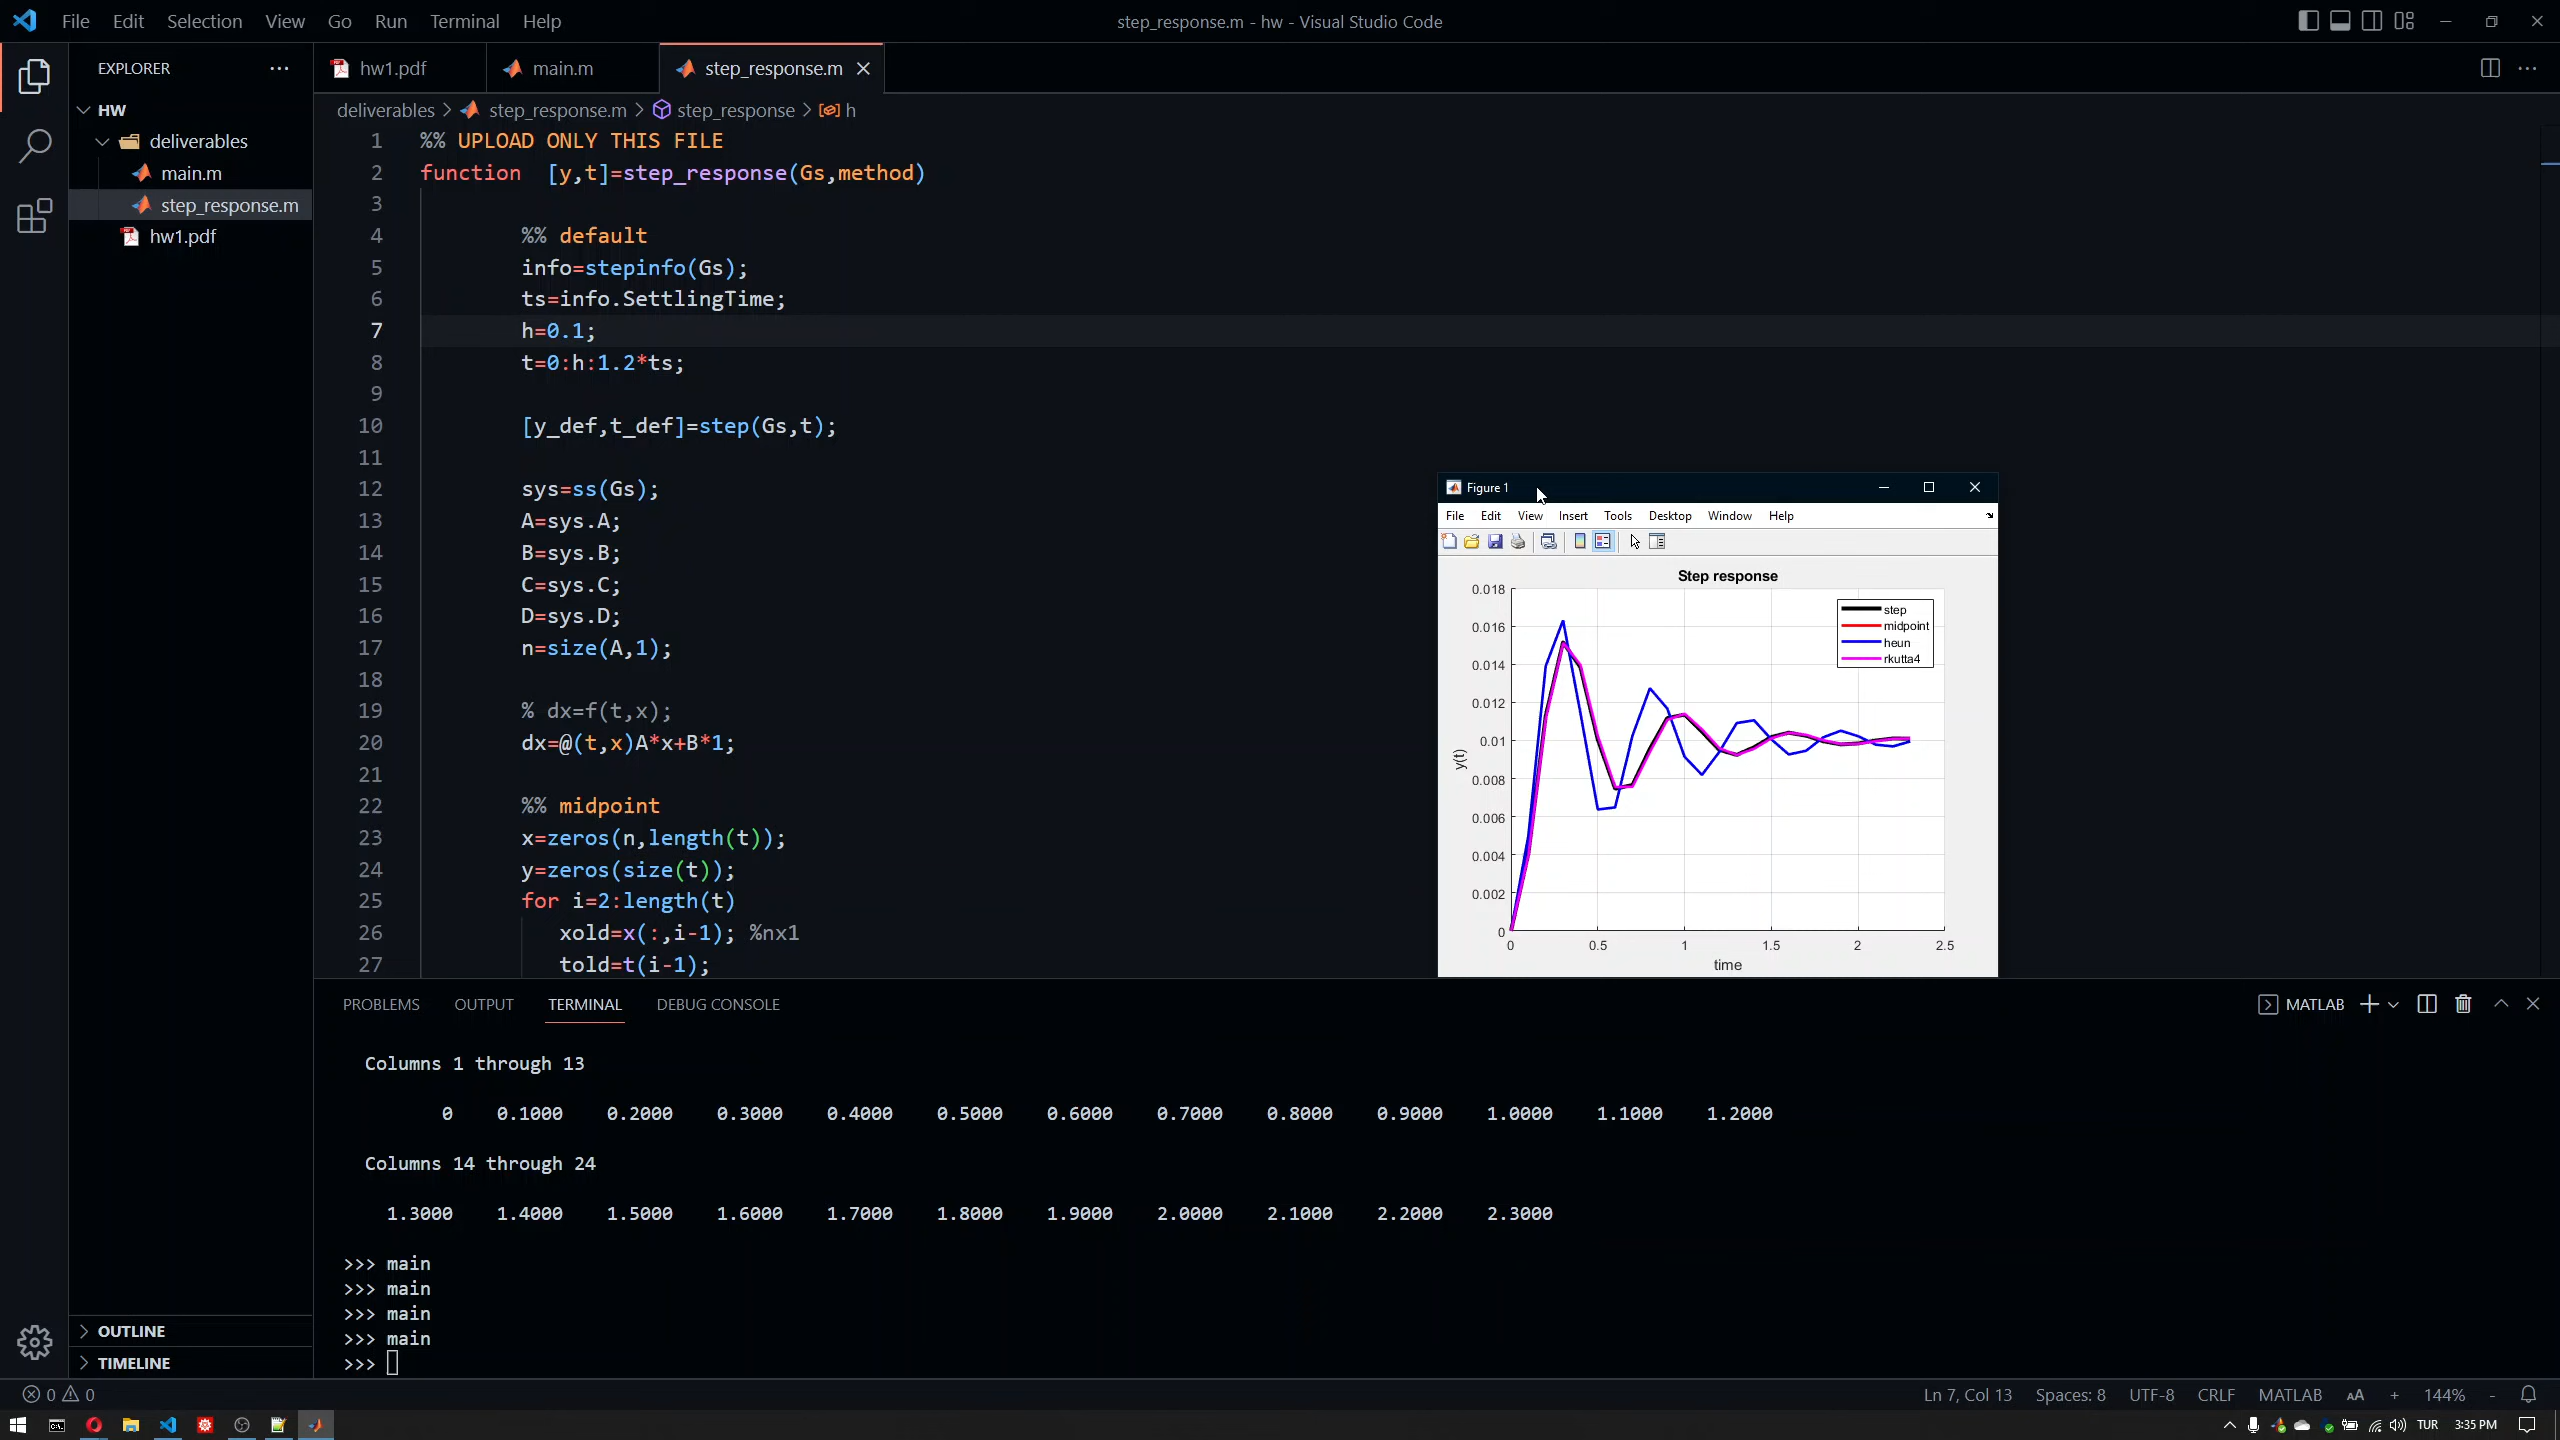 File Edit Selection View Go Run Terminal Help
step_response.m - hw - Visual Studio Code
EXPLORER
HW
deliverables
main.m
step_response.m
hw1.pdf
OUTLINE
TIMELINE
hw1.pdf main.m step_response.m
deliverables > step_response.m > step_response > h
1 %% UPLOAD ONLY THIS FILE
2 function  [y,t]=step_response(Gs,method)
3
4 %% default
5 info=stepinfo(Gs);
6 ts=info.SettlingTime;
7 h=0.1;
8 t=0:h:1.2*ts;
9
10 [y_def,t_def]=step(Gs,t);
11
12 sys=ss(Gs);
13 A=sys.A;
14 B=sys.B;
15 C=sys.C;
16 D=sys.D;
17 n=size(A,1);
18
19 % dx=f(t,x);
20 dx=@(t,x)A*x+B*1;
21
22 %% midpoint
23 x=zeros(n,length(t));
24 y=zeros(size(t));
25 for i=2:length(t)
26 xold=x(:,i-1); %nx1
27 told=t(i-1);
Figure 1
File Edit View Insert Tools Desktop Window Help
Step response
step
midpoint
heun
rkutta4
0.018
0.016
0.014
0.012
0.01
0.008
0.006
0.004
0.002
0
y(t)
0 0.5 1 1.5 2 2.5
time
PROBLEMS OUTPUT TERMINAL DEBUG CONSOLE
MATLAB
Columns 1 through 13
0 0.1000 0.2000 0.3000 0.4000 0.5000 0.6000 0.7000 0.8000 0.9000 1.0000 1.1000 1.2000
Columns 14 through 24
1.3000 1.4000 1.5000 1.6000 1.7000 1.8000 1.9000 2.0000 2.1000 2.2000 2.3000
>>> main
>>> main
>>> main
>>> main
>>>
0 0
Ln 7, Col 13 Spaces: 8 UTF-8 CRLF MATLAB AA + 144% -
TUR 3:35 PM